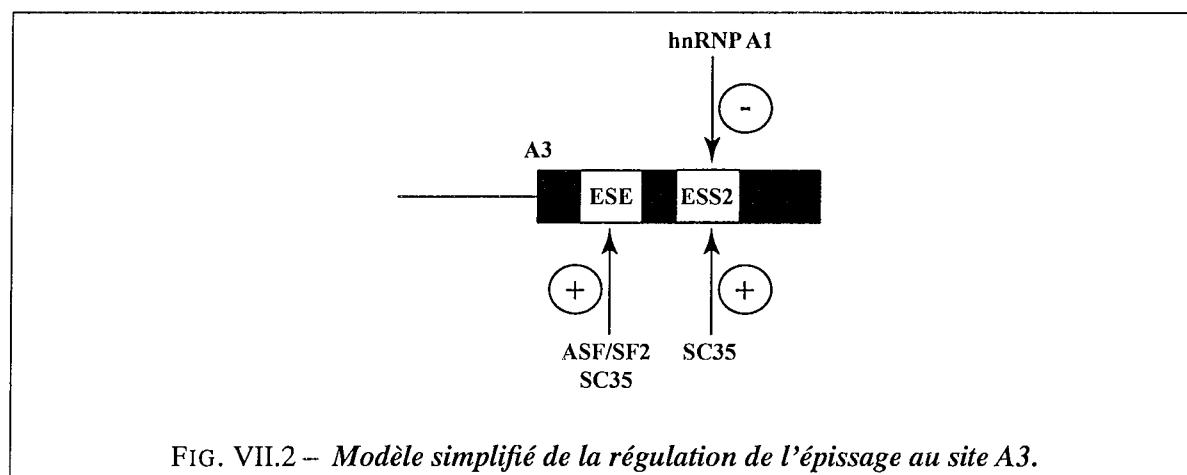 hnRNP A1
-
A3
ESE ESS2
+ +
ASF/SF2 SC35
SC35
FIG. VII.2 – Modèle simplifié de la régulation de l'épissage au site A3.